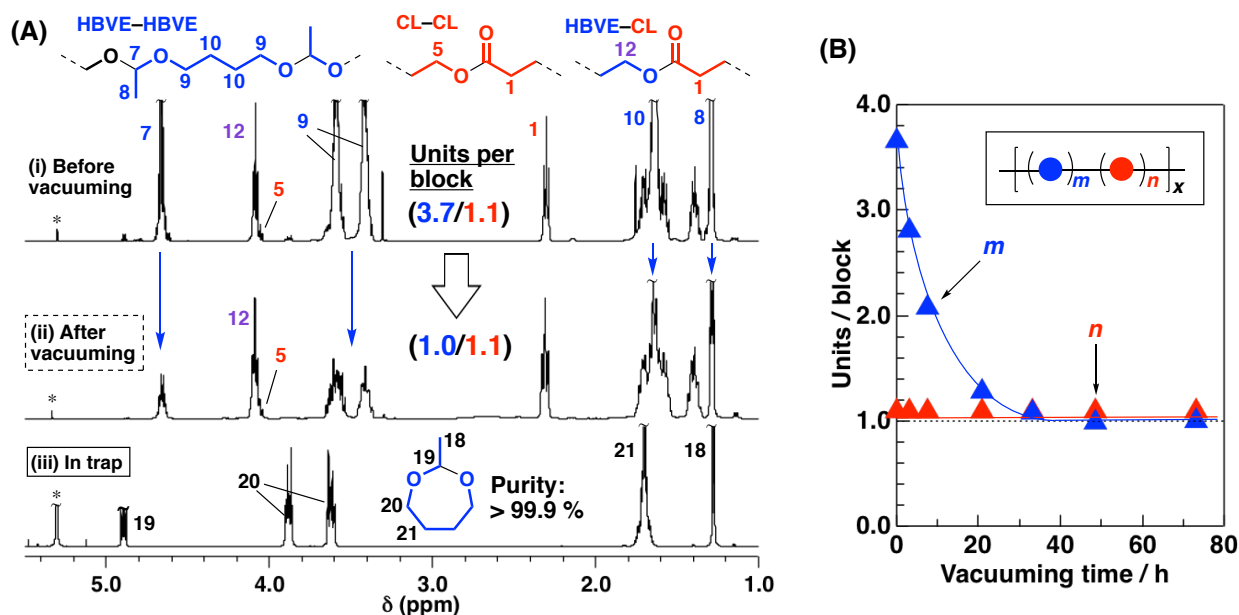 (A)
HBVE–HBVE
CL–CL
HBVE–CL
O
7
O
10
9
O
O
8
9
10
5
O
O
1
12
O
O
1
7
12
5
9
1
10
8
(i) Before
vacuuming
*
Units per
block
(3.7/1.1)
(ii) After
vacuuming
*
12
5
(1.0/1.1)
(iii) In trap
*
19
20
18
19
O
O
20
21
Purity:
> 99.9 %
21
18
5.0
4.0
3.0
2.0
1.0
δ (ppm)
(B)
Units / block
4.0
3.0
2.0
1.0
0.0
m
n
x
m
n
0
20
40
60
80
Vacuuming time / h